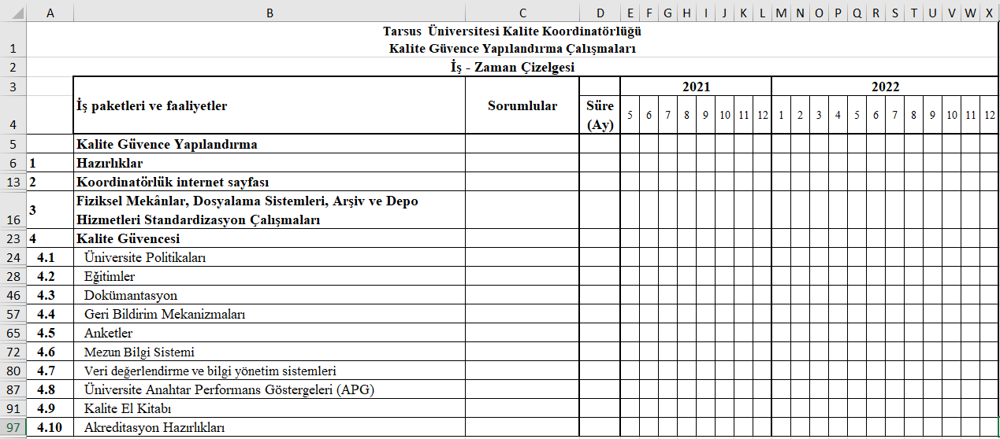 A B C D E F G H I J K L M N O P Q R S T U V W X
Tarsus Üniversitesi Kalite Koordinatörlüğü
1 Kalite Güvence Yapılandırma Çalışmaları
2 İş - Zaman Çizelgesi
3 2021 2022
İş paketleri ve faaliyetler Sorumlular Süre
4 (Ay) 5 6 7 8 9 10 11 12 1 2 3 4 5 6 7 8 9 10 11 12
5 Kalite Güvence Yapılandırma
6 1 Hazırlıklar
13 2 Koordinatörlük internet sayfası
3 Fiziksel Mekânlar, Dosyalama Sistemleri, Arşiv ve Depo
16 Hizmetleri Standardizasyon Çalışmaları
23 4 Kalite Güvencesi
24 4.1 Üniversite Politikaları
28 4.2 Eğitimler
46 4.3 Dokümantasyon
57 4.4 Geri Bildirim Mekanizmaları
65 4.5 Anketler
72 4.6 Mezun Bilgi Sistemi
80 4.7 Veri değerlendirme ve bilgi yönetim sistemleri
87 4.8 Üniversite Anahtar Performans Göstergeleri (APG)
91 4.9 Kalite El Kitabı
97 4.10 Akreditasyon Hazırlıkları